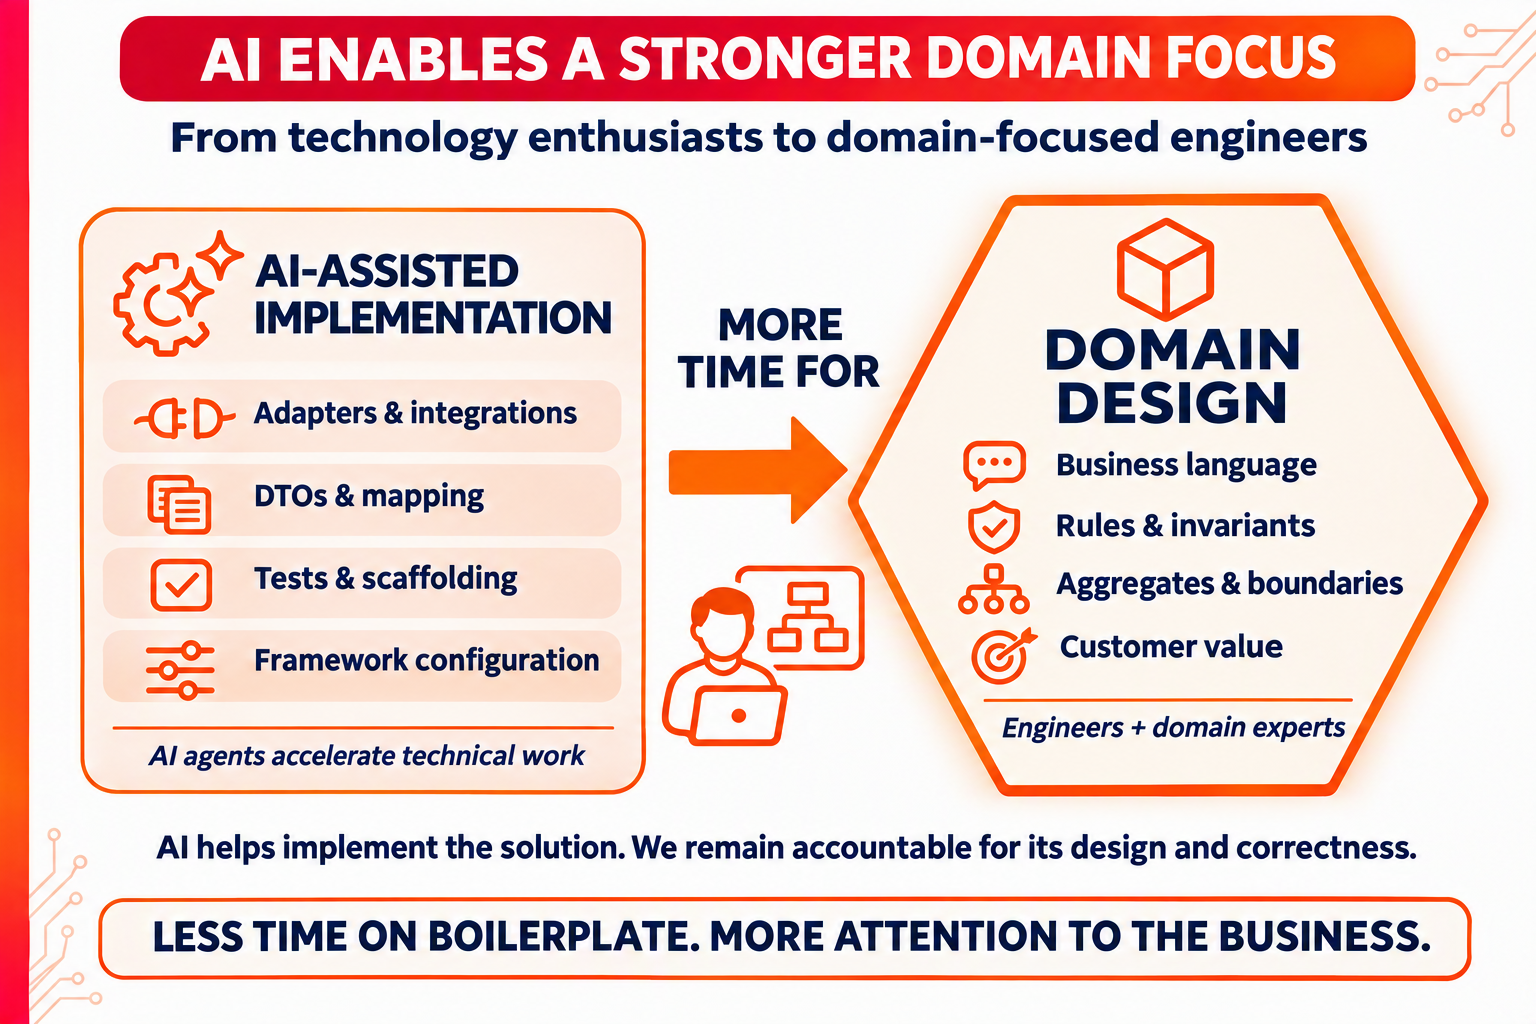 AI ENABLES A STRONGER DOMAIN FOCUS
From technology enthusiasts to domain-focused engineers
AI-ASSISTED
IMPLEMENTATION
Adapters & integrations
DTOs & mapping
Tests & scaffolding
Framework configuration
AI agents accelerate technical work
MORE
TIME FOR
DOMAIN
DESIGN
Business language
Rules & invariants
Aggregates & boundaries
Customer value
Engineers + domain experts
AI helps implement the solution. We remain accountable for its design and correctness.
LESS TIME ON BOILERPLATE. MORE ATTENTION TO THE BUSINESS.